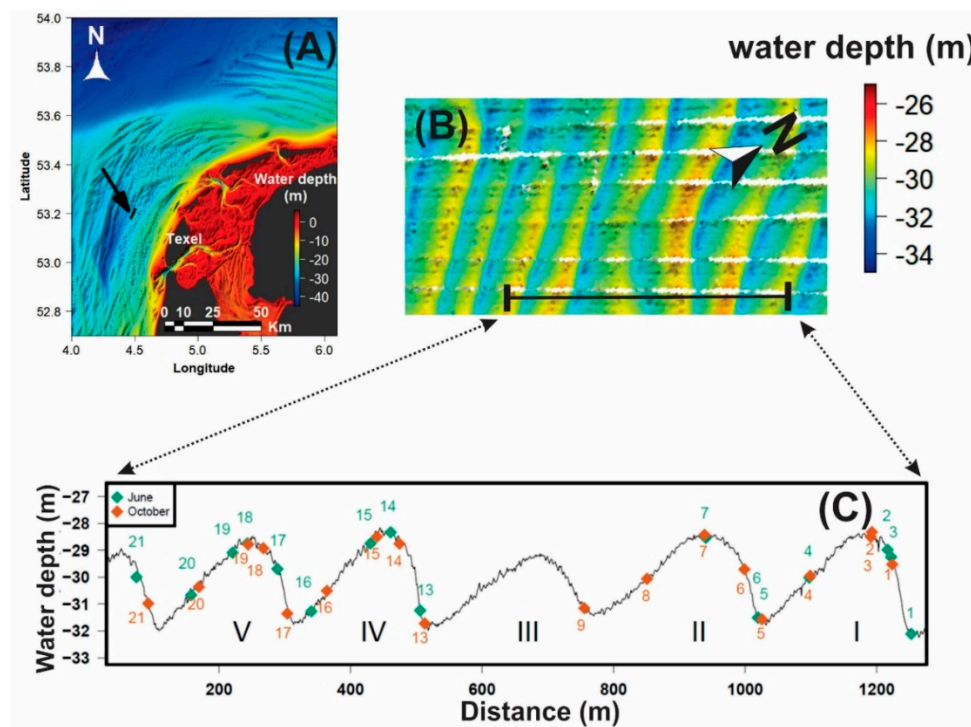 (A)
N
54.0
53.8
53.6
53.4
53.2
53.0
52.8
Latitude
Water depth
(m)
0
-10
-20
-30
-40
Texel
0 10 25 50
Km
4.0 4.5 5.0 5.5 6.0
Longitude
water depth (m)
(B)
N
-26
-28
-30
-32
-34
(C)
June
October
Water depth (m)
−27
−28
−29
−30
−31
−32
−33
21 20 19 18 17 16 15 14 13 7 6 5 4 2 3 1
21 20 19 18 17 16 15 14 13 9 8 7 6 5 4 2 3 1
V IV III II I
200 400 600 800 1000 1200
Distance (m)